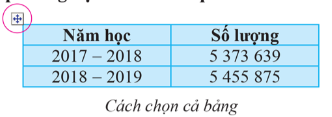 Năm học Số lượng
2017 – 2018 5 373 639
2018 – 2019 5 455 875
Cách chọn cả bảng